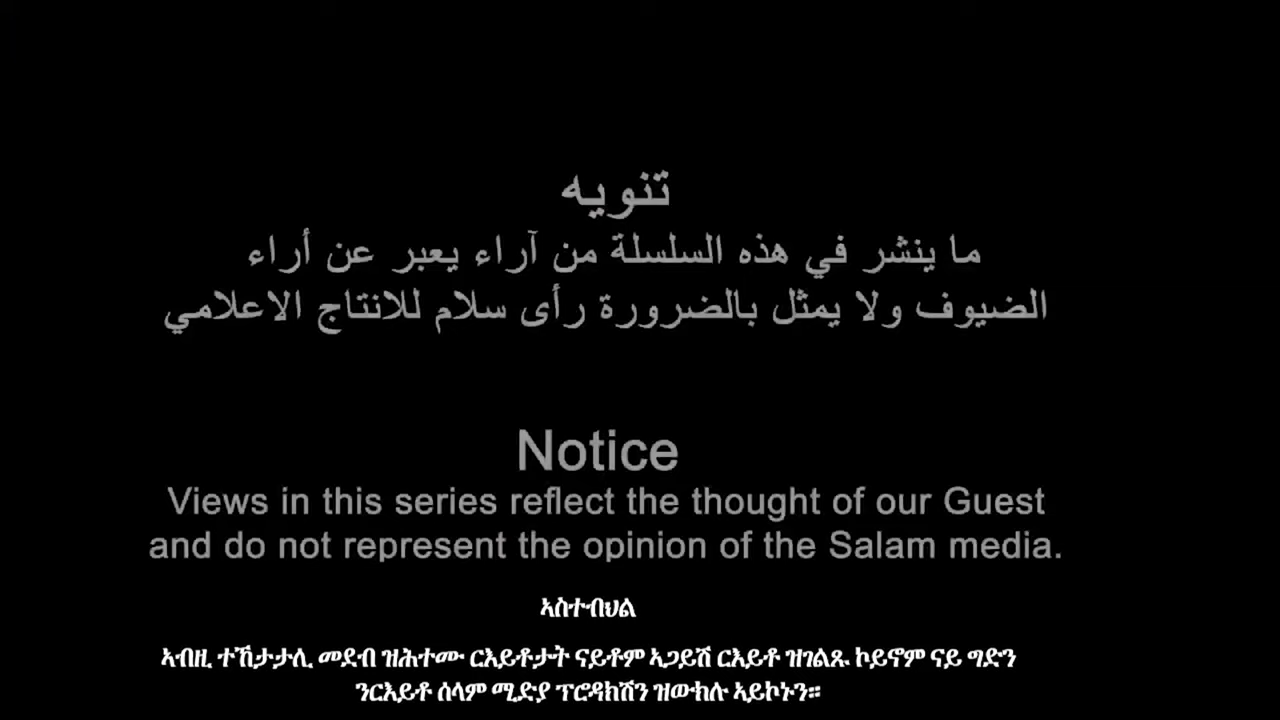 تنويه
ما ينشر في هذه السلسلة من آراء يعبر عن أراء
الضيوف ولا يمثل بالضرورة رأى سلام للانتاج الاعلامي
Notice
Views in this series reflect the thought of our Guest
and do not represent the opinion of the Salam media.
ኣስተብህል
ኣብዚ ተኸታታሊ መደብ ዝሕተሙ ርእይቶታት ናይቶም ኣጋይሽ ርእይቶ ዝገልጹ ኮይኖም ናይ ግድን
ንርእይቶ ሰላም ሚድያ ፕሮዳክሽን ዝውክሉ ኣይኮኑን።